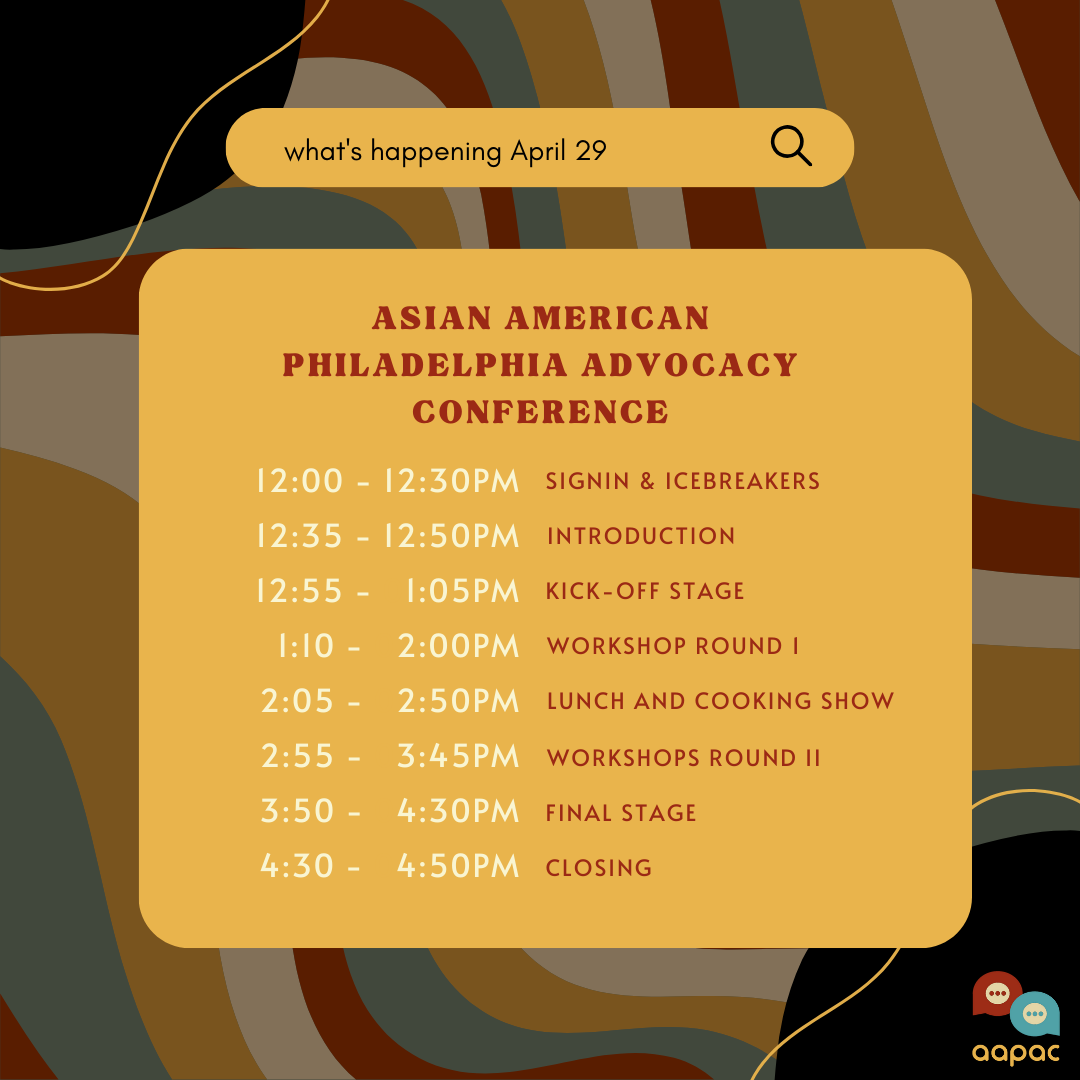 what's happening April 29
ASIAN AMERICAN
PHILADELPHIA ADVOCACY
CONFERENCE
12:00 - 12:30PM SIGNIN & ICEBREAKERS
12:35 - 12:50PM INTRODUCTION
12:55 - 1:05PM KICK-OFF STAGE
1:10 - 2:00PM WORKSHOP ROUND I
2:05 - 2:50PM LUNCH AND COOKING SHOW
2:55 - 3:45PM WORKSHOPS ROUND II
3:50 - 4:30PM FINAL STAGE
4:30 - 4:50PM CLOSING
aapac